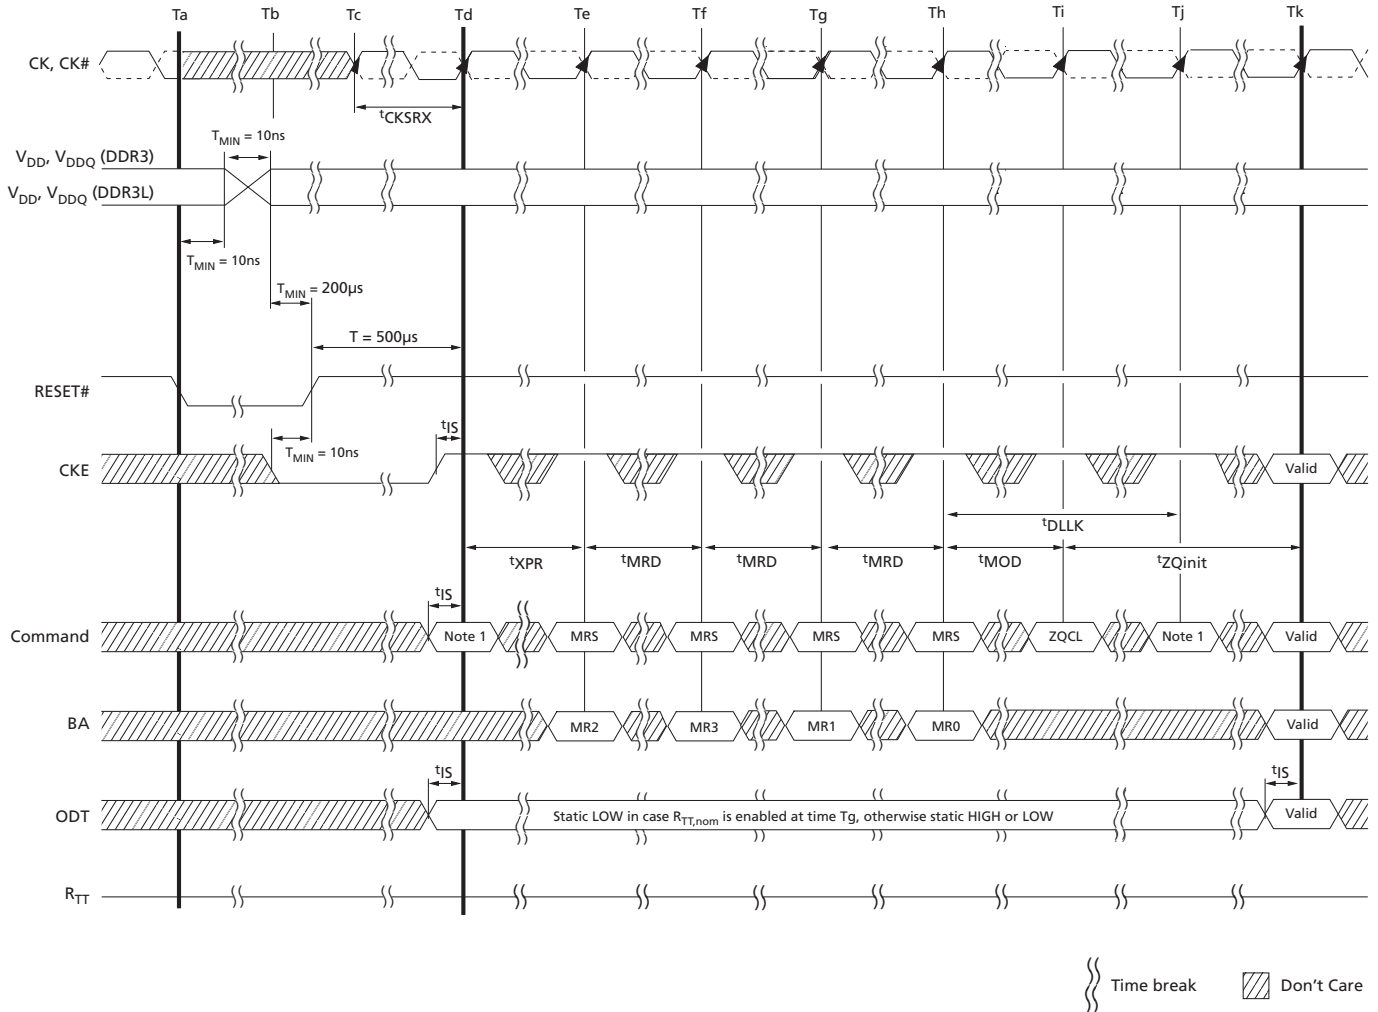 Ta Tb Tc Td Te Tf Tg Th Ti Tj Tk
CK, CK#
tCKSRX
TMIN = 10ns
VDD, VDDQ (DDR3)
VDD, VDDQ (DDR3L)
TMIN = 10ns
TMIN = 200µs
T = 500µs
RESET#
tIS
TMIN = 10ns
CKE
Valid
tDLLK
tXPR tMRD tMRD tMRD tMOD tZQinit
tIS
Command Note 1 MRS MRS MRS MRS ZQCL Note 1 Valid
BA MR2 MR3 MR1 MR0 Valid
tIS tIS
ODT Static LOW in case RTT,nom is enabled at time Tg, otherwise static HIGH or LOW Valid
RTT
Time break Don't Care